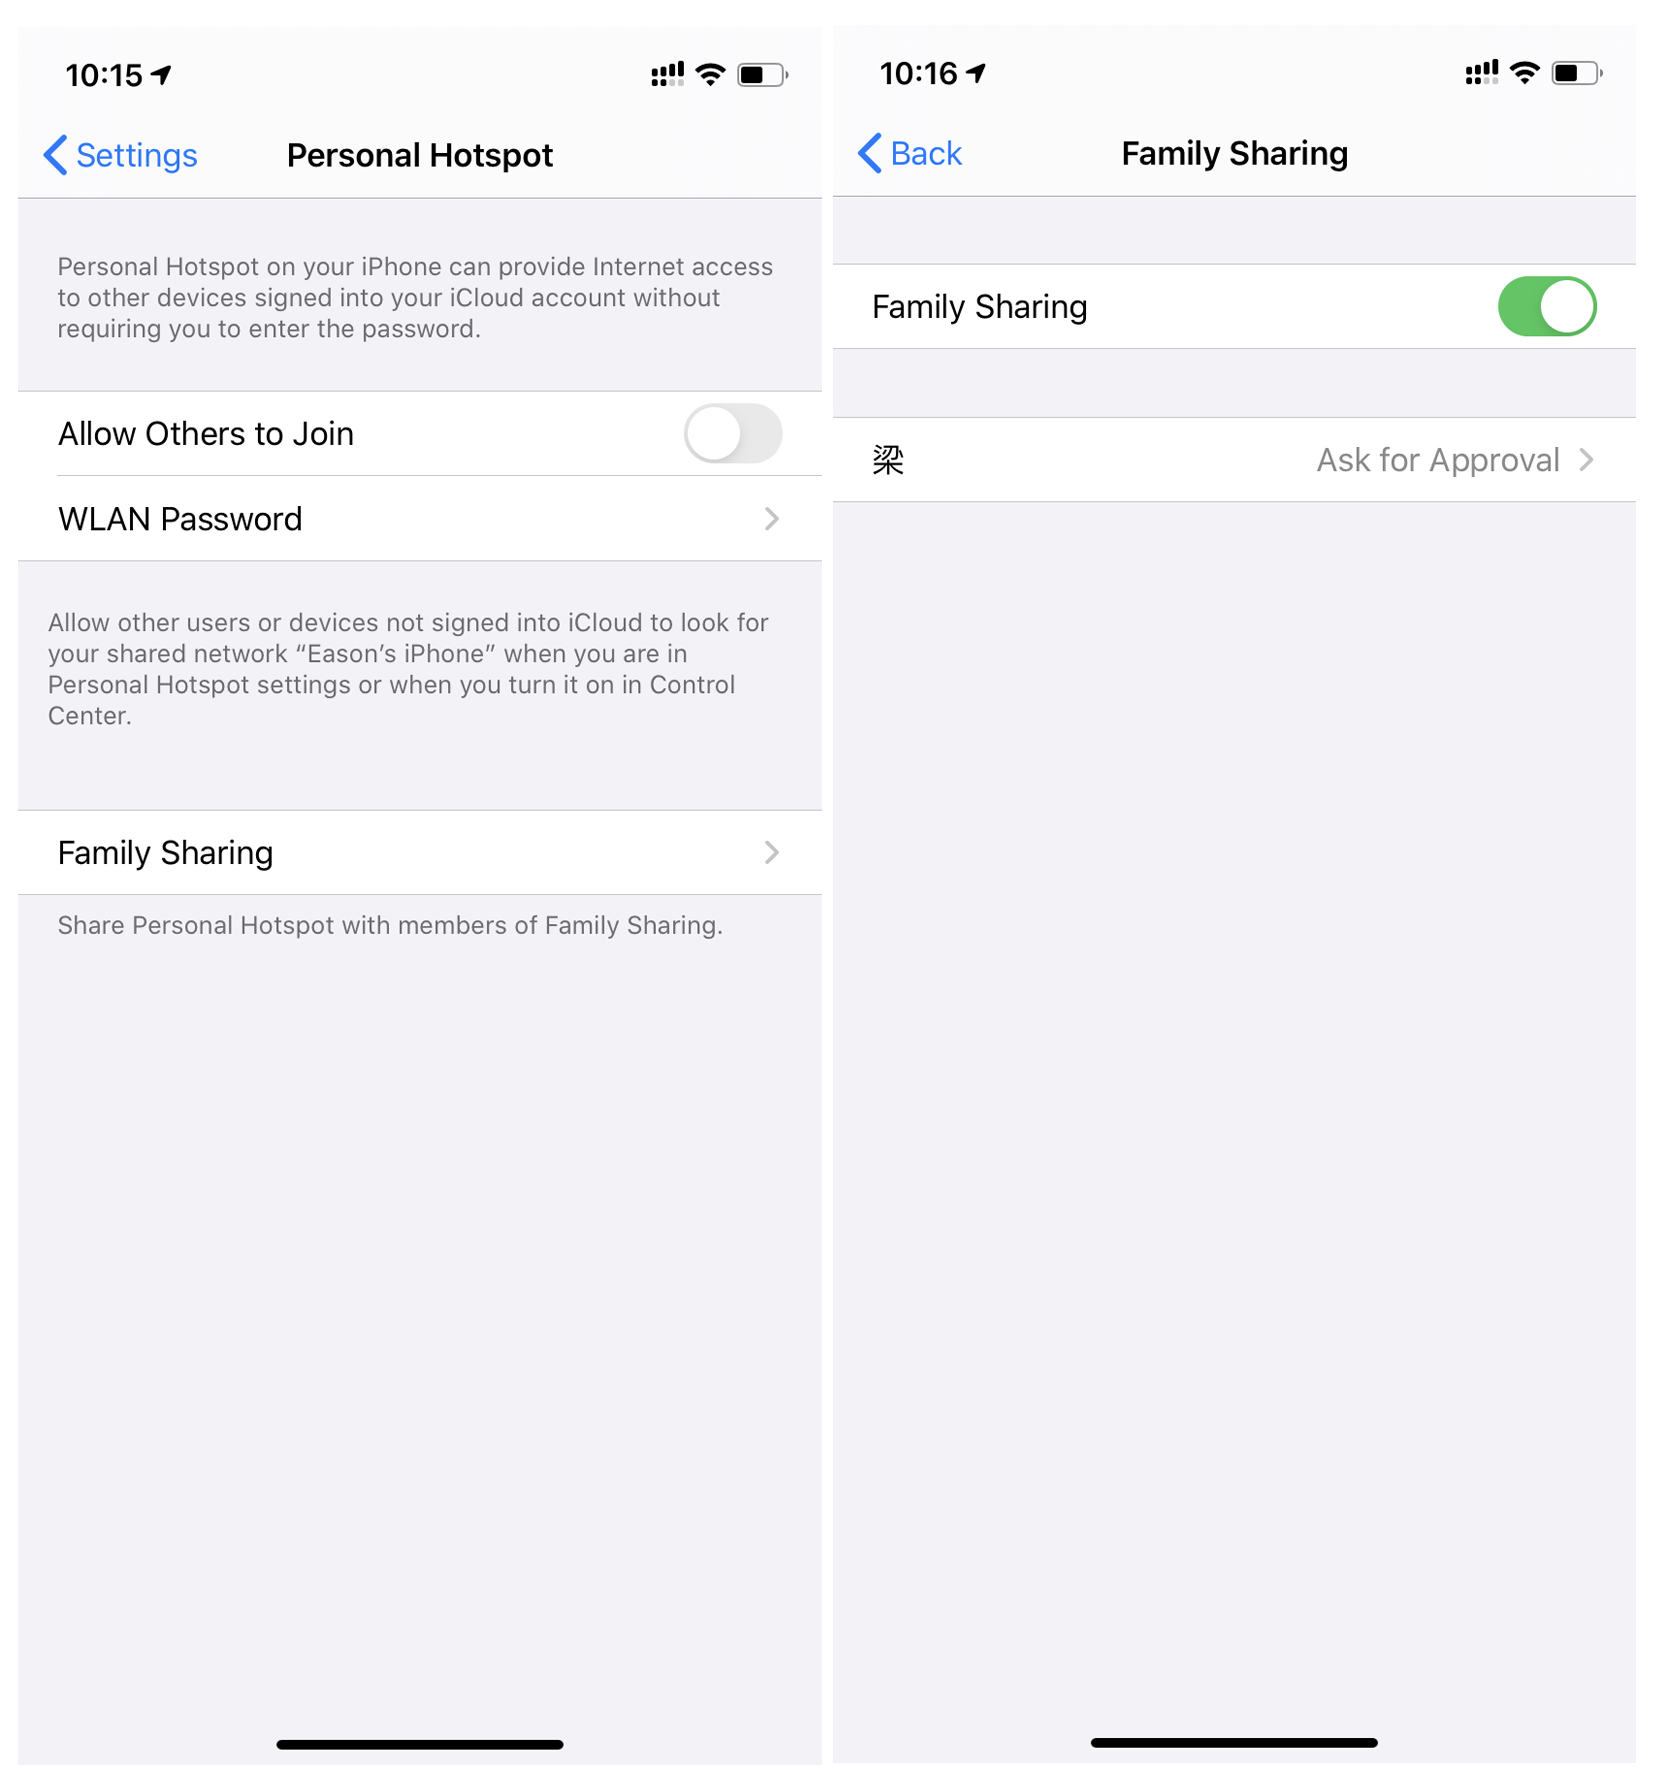 10:15
Settings
Personal Hotspot
Personal Hotspot on your iPhone can provide Internet access
to other devices signed into your iCloud account without
requiring you to enter the password.
Allow Others to Join
WLAN Password
Allow other users or devices not signed into iCloud to look for
your shared network “Eason’s iPhone” when you are in
Personal Hotspot settings or when you turn it on in Control
Center.
Family Sharing
Share Personal Hotspot with members of Family Sharing.
10:16
Back
Family Sharing
Family Sharing
梁 Ask for Approval